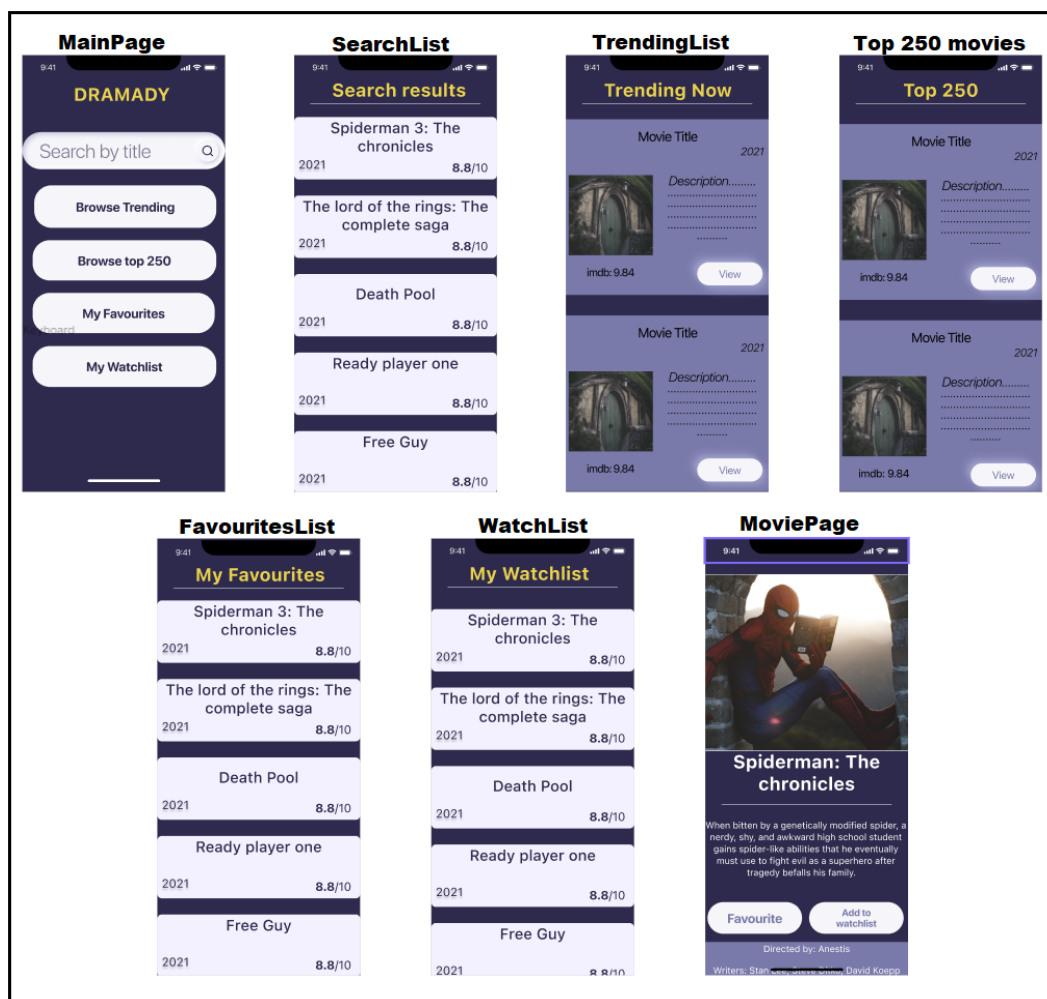 MainPage
9:41
DRAMADY
Search by title
Browse Trending
Browse top 250
My Favourites
My Watchlist
SearchList
9:41
Search results
Spiderman 3: The
chronicles
2021 8.8/10
The lord of the rings: The
complete saga
2021 8.8/10
Death Pool
2021 8.8/10
Ready player one
2021 8.8/10
Free Guy
2021 8.8/10
TrendingList
9:41
Trending Now
Movie Title
2021
Description.........
imdb: 9.84 View
Movie Title
2021
Description.........
imdb: 9.84 View
Top 250 movies
9:41
Top 250
Movie Title
2021
Description.........
imdb: 9.84 View
Movie Title
2021
Description.........
imdb: 9.84 View
FavouritesList
9:41
My Favourites
Spiderman 3: The
chronicles
2021 8.8/10
The lord of the rings: The
complete saga
2021 8.8/10
Death Pool
2021 8.8/10
Ready player one
2021 8.8/10
Free Guy
2021 8.8/10
WatchList
9:41
My Watchlist
Spiderman 3: The
chronicles
2021 8.8/10
The lord of the rings: The
complete saga
2021 8.8/10
Death Pool
2021 8.8/10
Ready player one
2021 8.8/10
Free Guy
2021 8.8/10
MoviePage
9:41
Spiderman: The
chronicles
When bitten by a genetically modified spider, a
nerdy, shy, and awkward high school student
gains spider-like abilities that he eventually
must use to fight evil as a superhero after
tragedy befalls his family.
Favourite
Add to
watchlist
Directed by: Anestis
Writers: Stan Lee, Steve Ditko, David Koepp